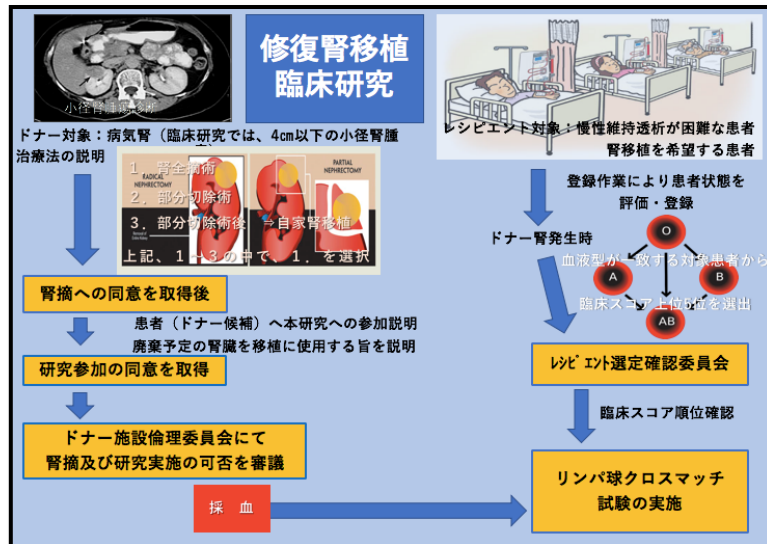 修復腎移植
臨床研究
小径腎腫瘍診断
ドナー対象：病気腎（臨床研究では、4cm以下の小径腎腫
治療法の説明
RADICAL
NEPHRECTOMY
PARTIAL
NEPHRECTOMY
１．腎全摘術
２．部分切除術
３．部分切除術後　⇒自家腎移植
上記、１～３の中で、１．を選択
腎摘への同意を取得後
患者（ドナー候補）へ本研究への参加説明
廃棄予定の腎臓を移植に使用する旨を説明
研究参加の同意を取得
ドナー施設倫理委員会にて
腎摘及び研究実施の可否を審議
採　血
レシピエント対象：慢性維持透析が困難な患者
腎移植を希望する患者
登録作業により患者状態を
評価・登録
ドナー腎発生時
O
血液型が一致する対象患者から
A
B
臨床スコア上位5位を選出
AB
ﾚｼﾋﾟｴﾝﾄ選定確認委員会
臨床スコア順位確認
リンパ球クロスマッチ
試験の実施